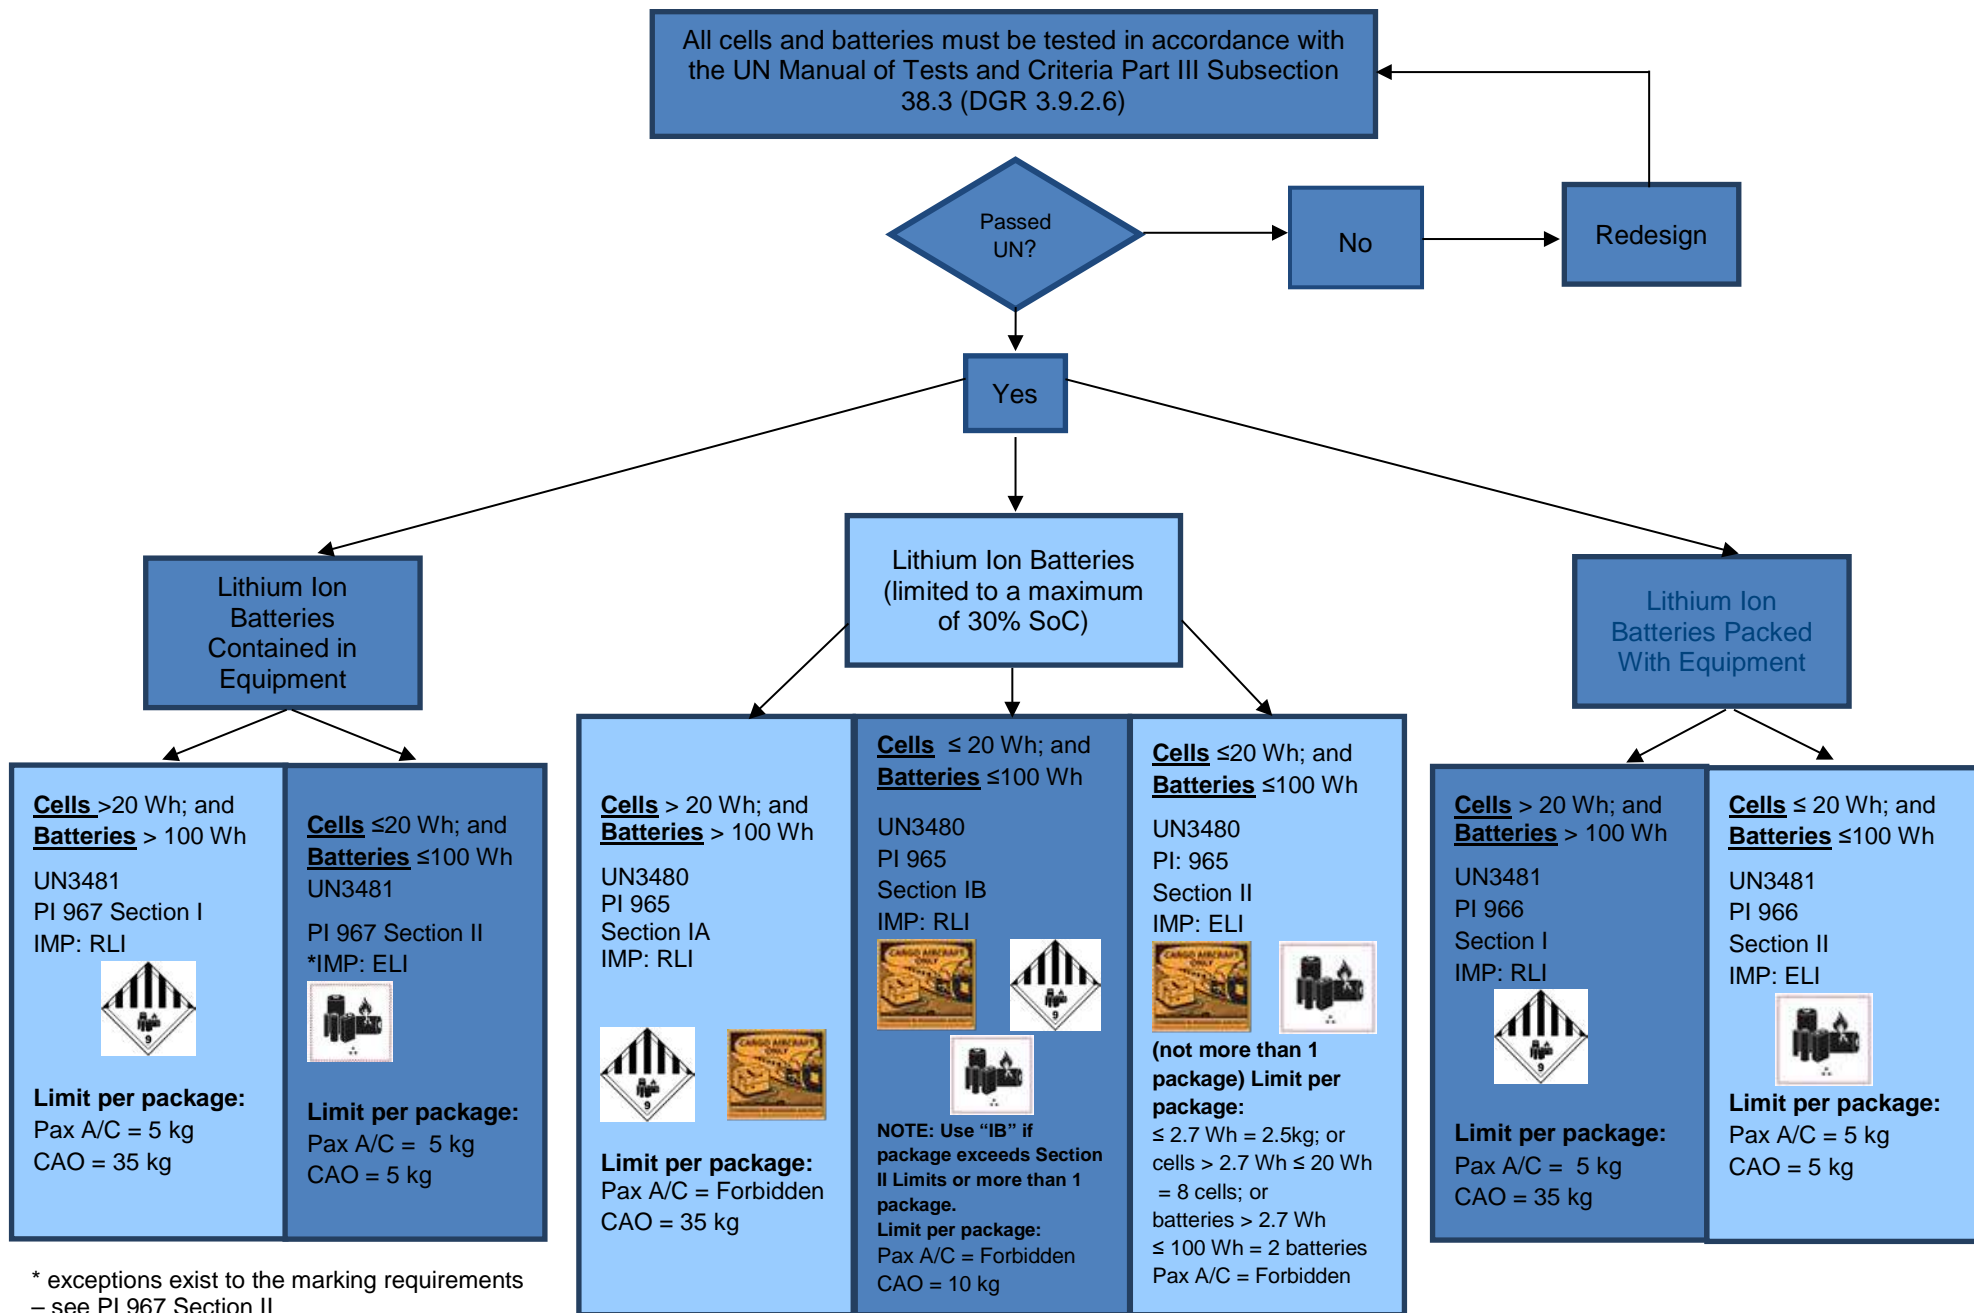 All cells and batteries must be tested in accordance with
the UN Manual of Tests and Criteria Part III Subsection
38.3 (DGR 3.9.2.6)
Passed
UN?
No
Redesign
Yes
Lithium Ion
Batteries
Contained in
Equipment
Lithium Ion Batteries
(limited to a maximum
of 30% SoC)
Lithium Ion
Batteries Packed
With Equipment
Cells >20 Wh; and
Batteries > 100 Wh
UN3481
PI 967 Section I
IMP: RLI
9
Limit per package:
Pax A/C = 5 kg
CAO = 35 kg
Cells ≤20 Wh; and
Batteries ≤100 Wh
UN3481
PI 967 Section II
*IMP: ELI
Limit per package:
Pax A/C =  5 kg
CAO = 5 kg
Cells > 20 Wh; and
Batteries > 100 Wh
UN3480
PI 965
Section IA
IMP: RLI
9
CARGO AIRCRAFT
ONLY
Limit per package:
Pax A/C = Forbidden
CAO = 35 kg
Cells  ≤ 20 Wh; and
Batteries ≤100 Wh
UN3480
PI 965
Section IB
IMP: RLI
CARGO AIRCRAFT
ONLY
9
NOTE: Use “IB” if
package exceeds Section
II Limits or more than 1
package.
Limit per package:
Pax A/C = Forbidden
CAO = 10 kg
Cells ≤20 Wh; and
Batteries ≤100 Wh
UN3480
PI: 965
Section II
IMP: ELI
CARGO AIRCRAFT
ONLY
(not more than 1
package) Limit per
package:
≤ 2.7 Wh = 2.5kg; or
cells > 2.7 Wh ≤ 20 Wh
= 8 cells; or
batteries > 2.7 Wh
≤ 100 Wh = 2 batteries
Pax A/C = Forbidden
Cells > 20 Wh; and
Batteries > 100 Wh
UN3481
PI 966
Section I
IMP: RLI
9
Limit per package:
Pax A/C =  5 kg
CAO = 35 kg
Cells ≤ 20 Wh; and
Batteries ≤100 Wh
UN3481
PI 966
Section II
IMP: ELI
Limit per package:
Pax A/C = 5 kg
CAO = 5 kg
* exceptions exist to the marking requirements
– see PI 967 Section II